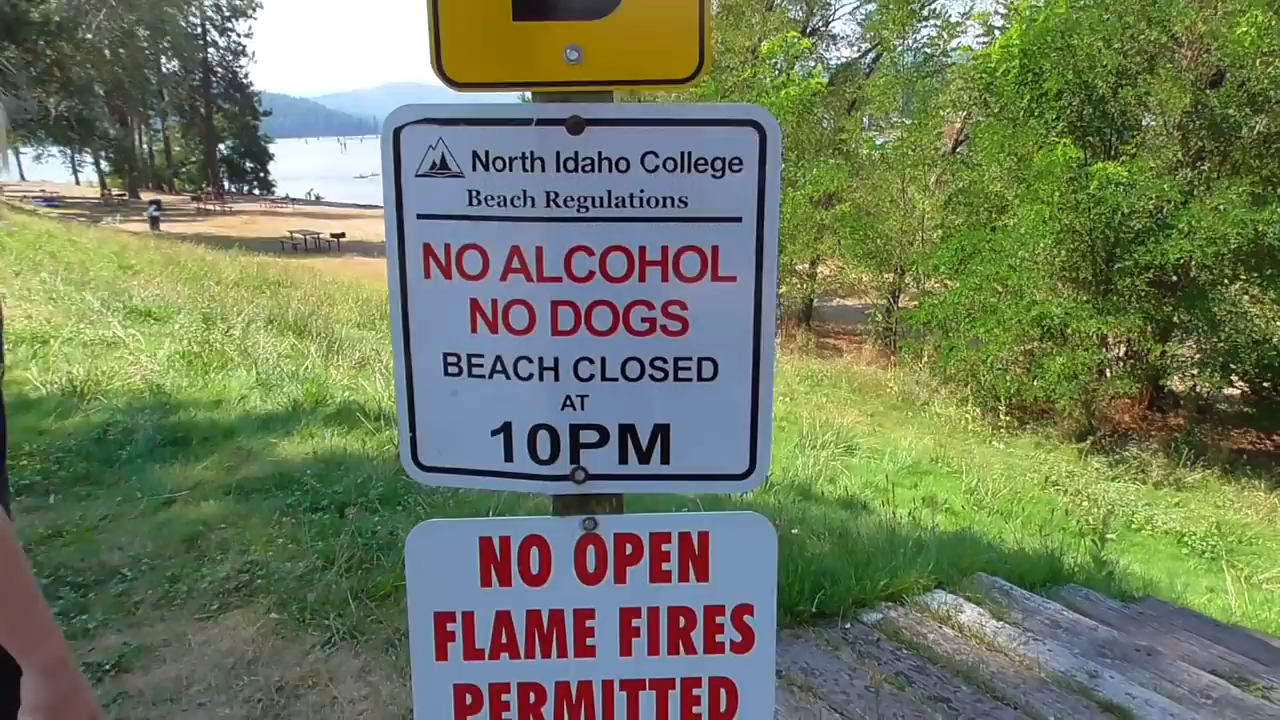 North Idaho College
Beach Regulations
NO ALCOHOL
NO DOGS
BEACH CLOSED
AT
10PM
NO OPEN
FLAME FIRES
PERMITTED